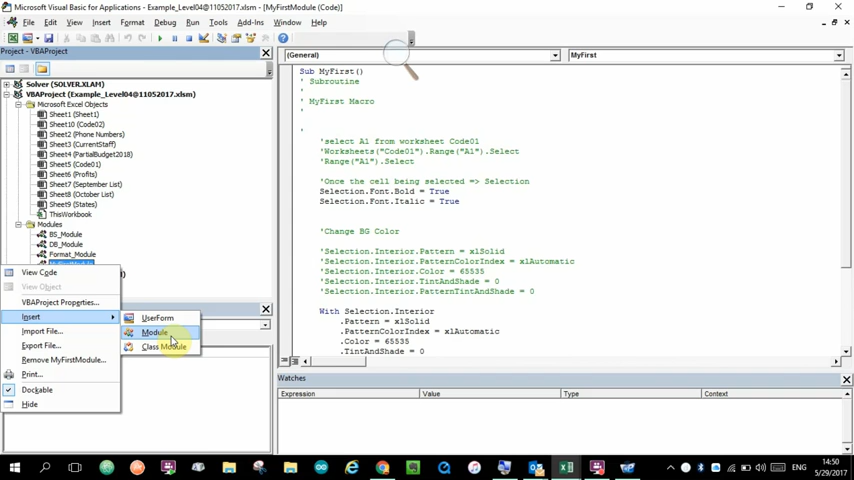 Microsoft Visual Basic for Applications - Example_Level04@11052017.xlsm - [MyFirstModule (Code)]
File Edit View Insert Format Debug Run Tools Add-Ins Window Help
Project - VBAProject
Solver (SOLVER.XLAM)
VBAProject (Example_Level04@11052017.xlsm)
Microsoft Excel Objects
Sheet1 (Sheet1)
Sheet10 (Code02)
Sheet2 (Phone Numbers)
Sheet3 (CurrentStaff)
Sheet4 (PartialBudget2018)
Sheet5 (Code01)
Sheet6 (Profits)
Sheet7 (September List)
Sheet8 (October List)
Sheet9 (States)
ThisWorkbook
Modules
BS_Module
DB_Module
Format_Module
View Code
View Object
VBAProject Properties...
Insert
Import File...
Export File...
Remove MyFirstModule...
Print...
Dockable
Hide
UserForm
Module
Class Module
(General)
MyFirst
Sub MyFirst()
' Subroutine
'
' MyFirst Macro
'
'
'select A1 from worksheet Code01
'Worksheets("Code01").Range("A1").Select
'Range("A1").Select
'Once the cell being selected => Selection
Selection.Font.Bold = True
Selection.Font.Italic = True
'Change BG Color
'Selection.Interior.Pattern = xlSolid
'Selection.Interior.PatternColorIndex = xlAutomatic
'Selection.Interior.Color = 65535
'Selection.Interior.TintAndShade = 0
'Selection.Interior.PatternTintAndShade = 0
With Selection.Interior
.Pattern = xlSolid
.PatternColorIndex = xlAutomatic
.Color = 65535
.TintAndShade = 0
Watches
Expression Value Type Context
ENG
14:50
5/29/2017